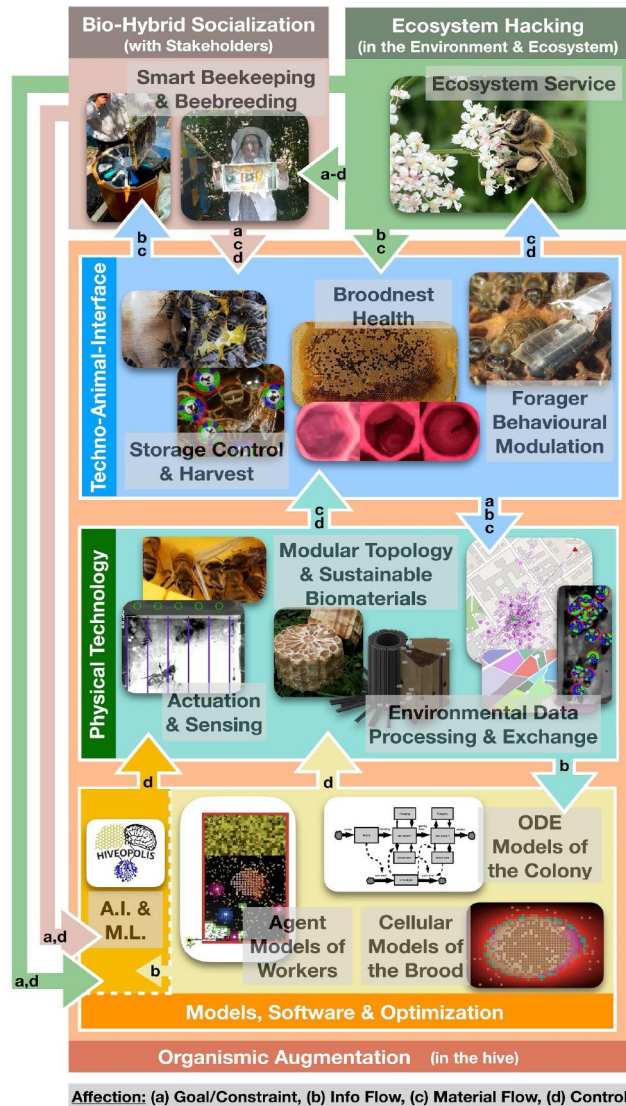 Bio-Hybrid Socialization
(with Stakeholders)
Ecosystem Hacking
(in the Environment & Ecosystem)
Smart Beekeeping
& Beebreeding
Ecosystem Service
a-d
b
c
a
c
d
b
c
c
d
Techno-Animal-Interface
Broodnest
Health
Storage Control
& Harvest
Forager
Behavioural
Modulation
c
d
a
b
c
Physical Technology
Modular Topology
& Sustainable
Biomaterials
Actuation
& Sensing
Environmental Data
Processing & Exchange
d
d
b
HIVEOPOLIS
A.I. &
M.L.
ODE
Models of
the Colony
Agent
Models of
Workers
Cellular
Models of
the Brood
a,d
b
a,d
Models, Software & Optimization
Organismic Augmentation (in the hive)
Affection: (a) Goal/Constraint, (b) Info Flow, (c) Material Flow, (d) Control